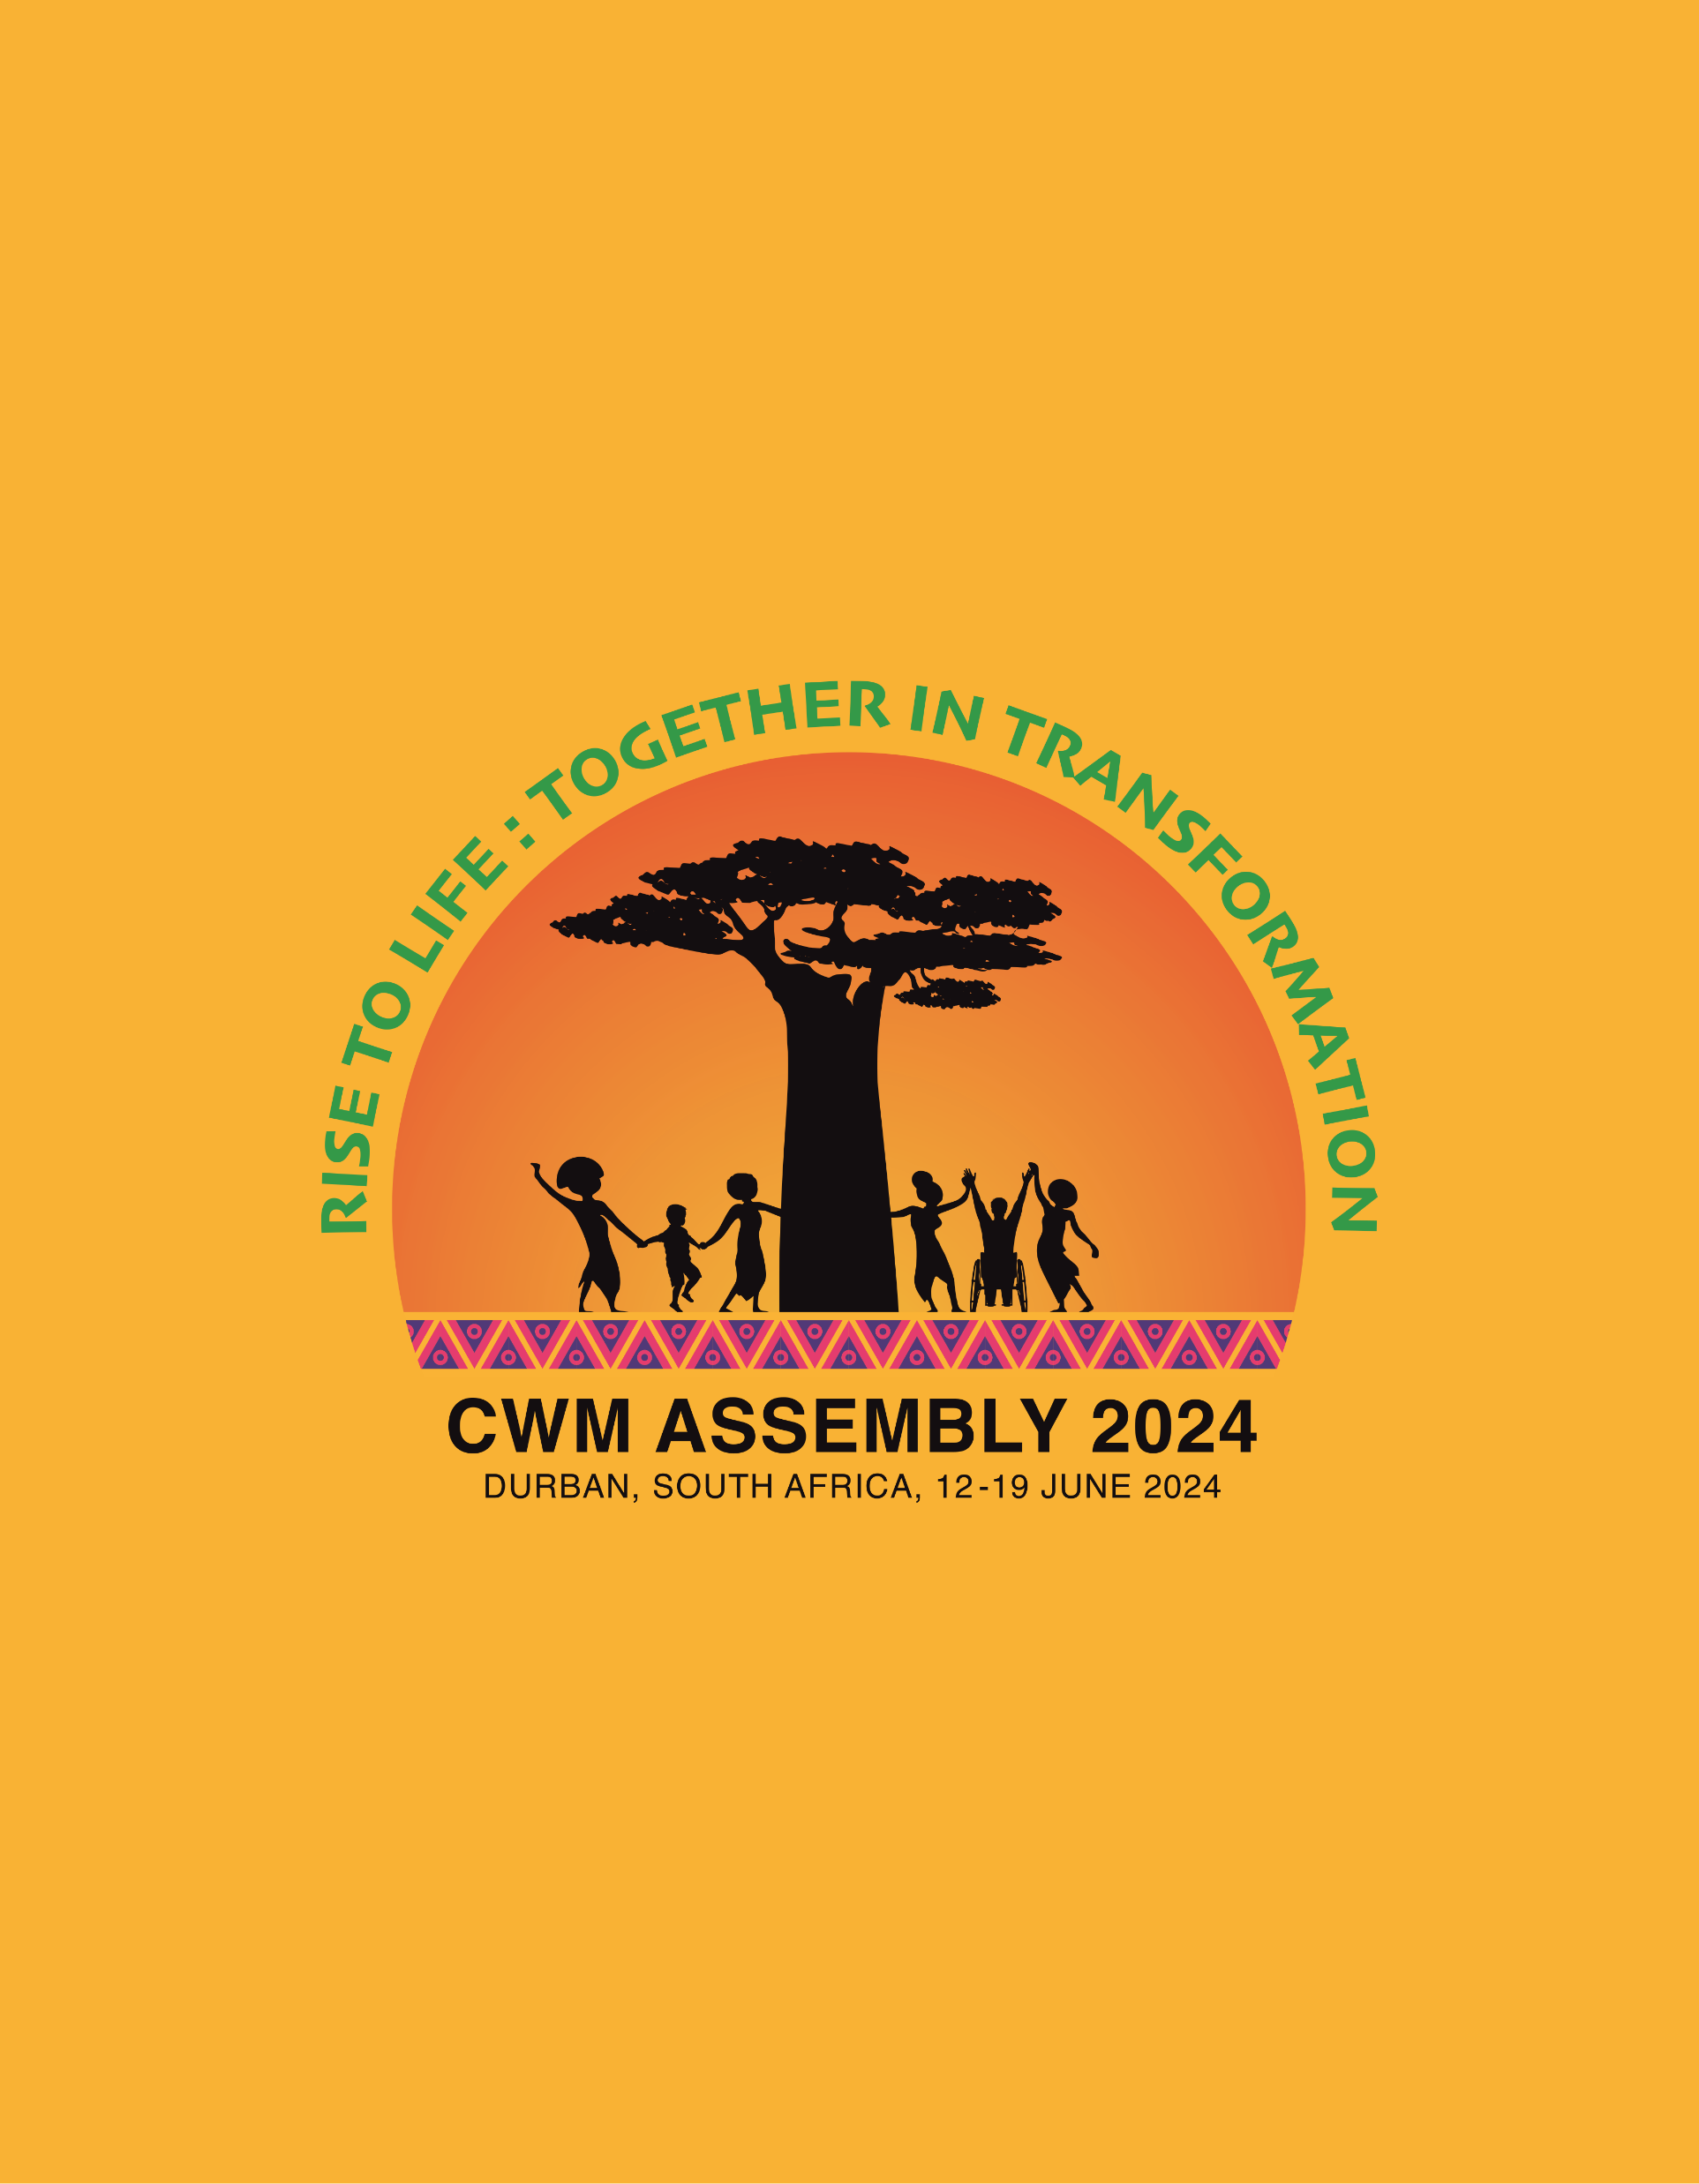 RISE TO LIFE : TOGETHER IN TRANSFORMATION
CWM ASSEMBLY 2024
DURBAN, SOUTH AFRICA, 12-19 JUNE 2024